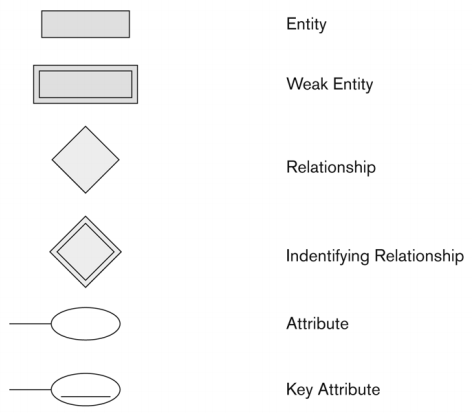 Entity
Weak Entity
Relationship
Indentifying Relationship
Attribute
Key Attribute